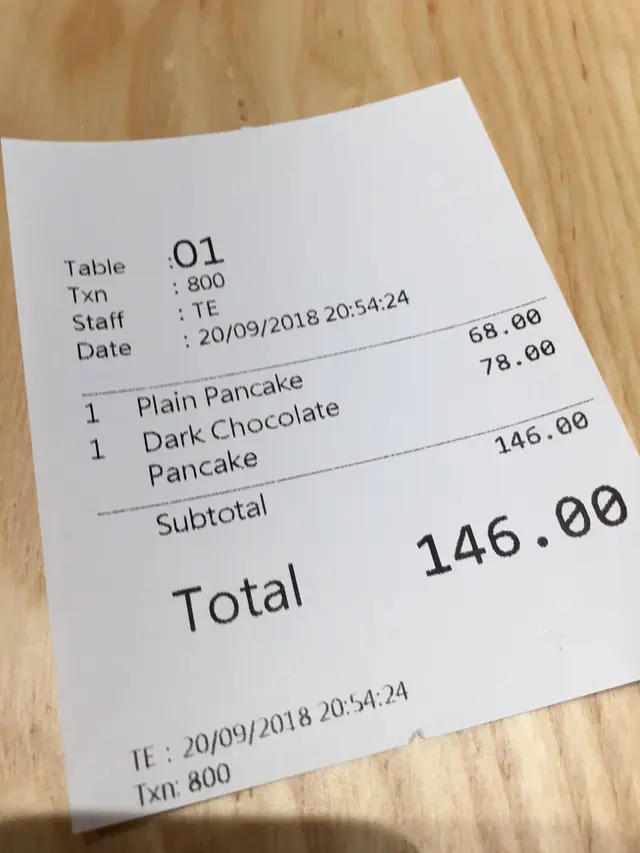 Table :01
Txn : 800
Staff : TE
Date : 20/09/2018 20:54:24
1 Plain Pancake 68.00
1 Dark Chocolate 78.00
Pancake
Subtotal 146.00
Total 146.00
TE : 20/09/2018 20:54:24
Txn: 800